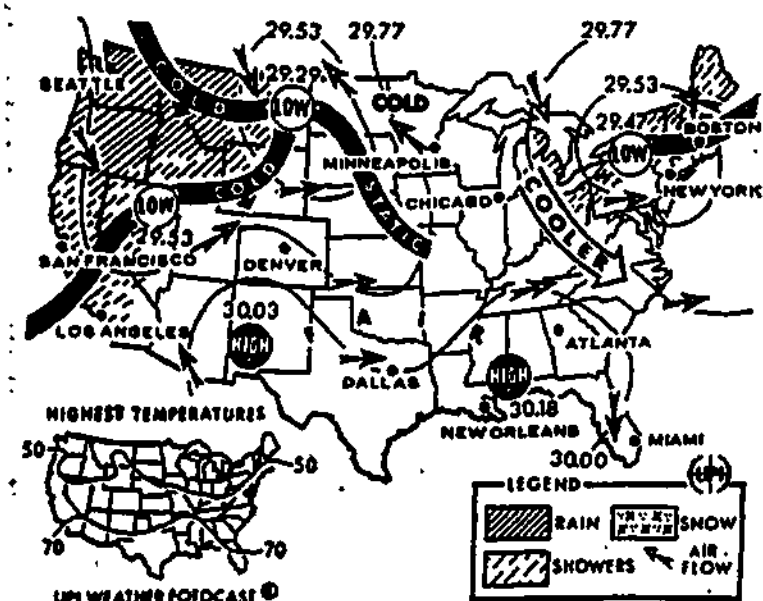 29.53 29.77 29.77
SEATTLE
COLD
29.29
LOW
COLD
29.53
29.47
BOSTON
LOW
MINNEAPOLIS
COLD
STATIC
CHICAGO
COOLER
NEW YORK
LOW
29.53
SAN FRANCISCO
DENVER
LOS ANGELES
30.03
HIGH
ATLANTA
DALLAS
HIGH
30.18
NEW ORLEANS
MIAMI
30.00
HIGHEST TEMPERATURES
50
50
70
70
UPI WEATHER FOTOCAST ©
UPI
LEGEND
RAIN SNOW
SHOWERS AIR FLOW